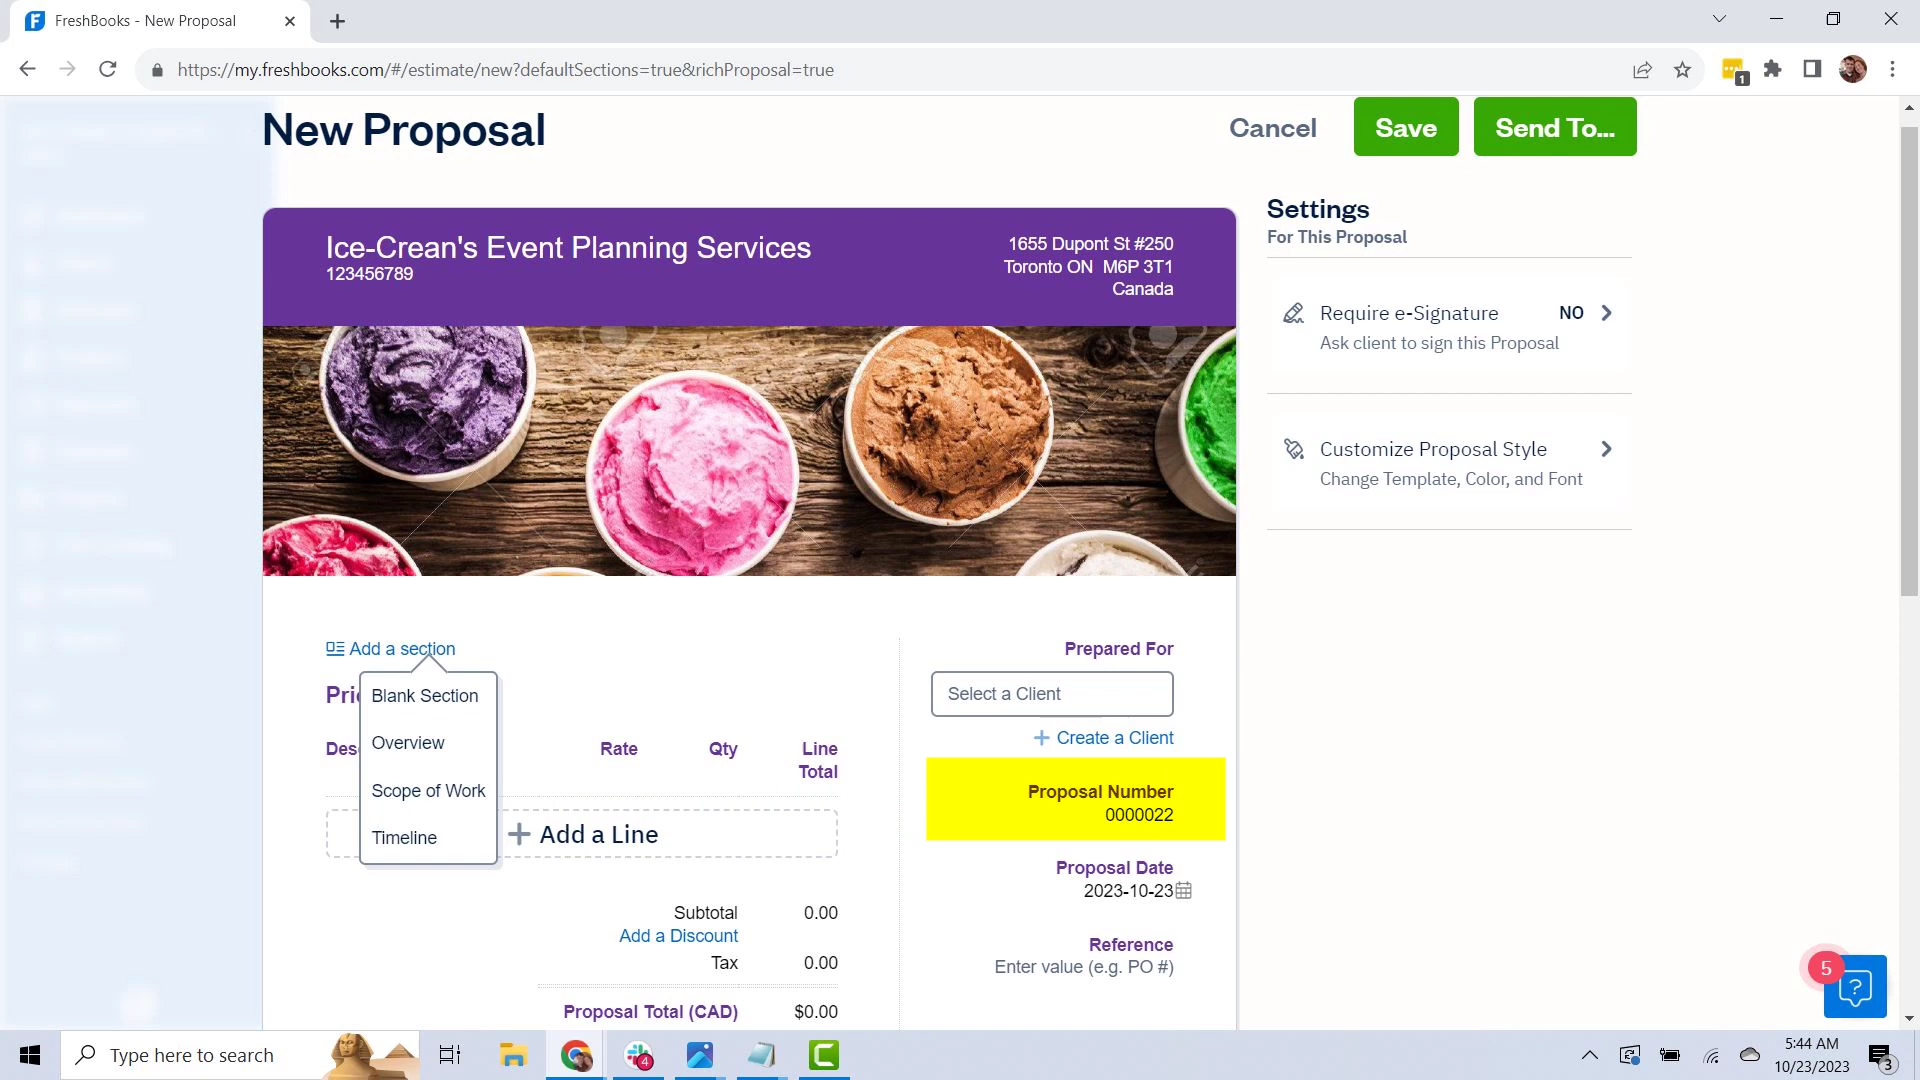 FreshBooks - New Proposal
https://my.freshbooks.com/#/estimate/new?defaultSections=true&richProposal=true
1
New Proposal
Cancel
Save
Send To...
Ice-Crean's Event Planning Services
123456789
1655 Dupont St #250
Toronto ON M6P 3T1
Canada
Settings
For This Proposal
Require e-Signature
NO
Ask client to sign this Proposal
Customize Proposal Style
Change Template, Color, and Font
Add a section
Blank Section
Overview
Scope of Work
Timeline
Rate
Qty
Line
Total
Add a Line
Subtotal
0.00
Add a Discount
Tax
0.00
Proposal Total (CAD)
$0.00
Prepared For
Select a Client
Create a Client
Proposal Number
0000022
Proposal Date
2023-10-23
Reference
Enter value (e.g. PO #)
5
Type here to search
4
5:44 AM
10/23/2023
3